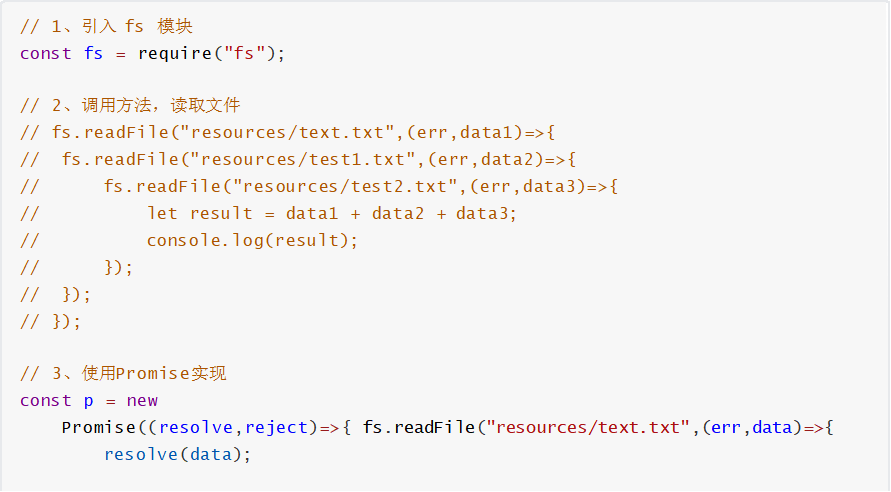 // 1、引入 fs 模块
const fs = require("fs");
// 2、调用方法，读取文件
// fs.readFile("resources/text.txt",(err,data1)=>{
//  fs.readFile("resources/test1.txt",(err,data2)=>{
//      fs.readFile("resources/test2.txt",(err,data3)=>{
//          let result = data1 + data2 + data3;
//          console.log(result);
//      });
//  });
// });
// 3、使用Promise实现
const p = new
    Promise((resolve,reject)=>{ fs.readFile("resources/text.txt",(err,data)=>{
        resolve(data);